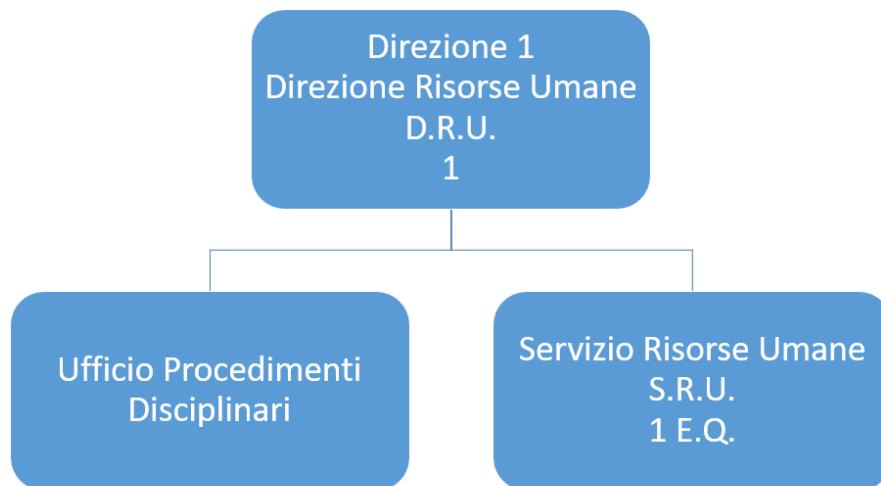 Direzione 1
Direzione Risorse Umane
D.R.U.
1
Ufficio Procedimenti
Disciplinari
Servizio Risorse Umane
S.R.U.
1 E.Q.